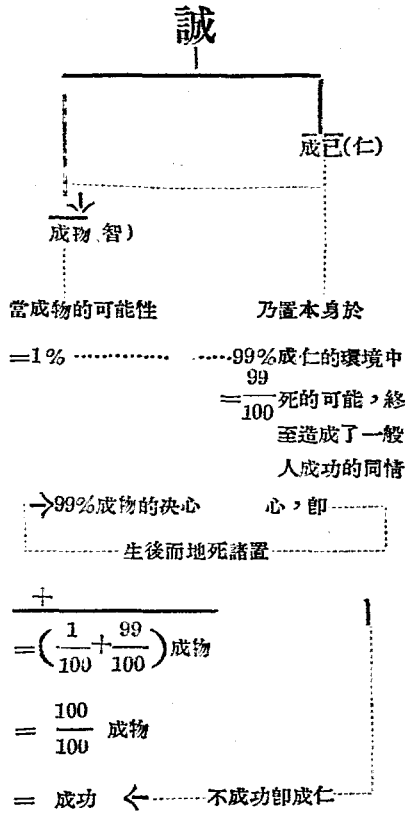 誠
成己(仁)
成物(智)
當成物的可能性
=1% ……………
乃置本身於
……99%成仁的環境中
=99/100 死的可能，終
至造成了一般
人成功的同情
心，卽
→99%成物的決心
生後而地死諸置
+
=(1/100+99/100)成物
= 100/100 成物
= 成功 ← 不成功卽成仁